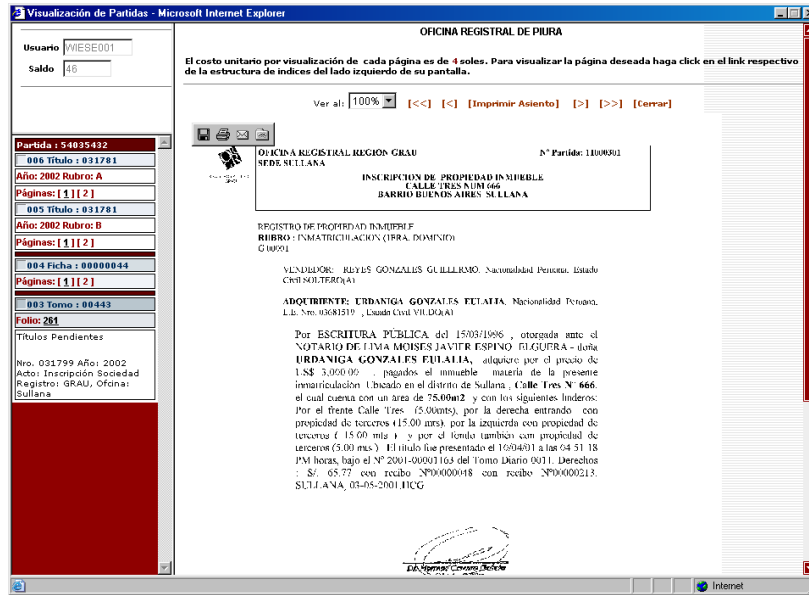 Visualización de Partidas - Microsoft Internet Explorer
Usuario WIESE001
Saldo 46
Partida : 54035432
006 Título : 031781
Año: 2002 Rubro: A
Páginas: [ 1 ] [ 2 ]
005 Título : 031781
Año: 2002 Rubro: B
Páginas: [ 1 ] [ 2 ]
004 Ficha : 00000044
Páginas: [ 1 ] [ 2 ]
003 Tomo : 00443
Folio: 261
Títulos Pendientes
Nro. 031799 Año: 2002
Acto: Inscripción Sociedad
Registro: GRAU, Ofcina:
Sullana
OFICINA REGISTRAL DE PIURA
El costo unitario por visualización de cada página es de 4 soles. Para visualizar la página deseada haga click en el link respectivo
de la estructura de indices del lado izquierdo de su pantalla.
Ver al: 100% [<<] [<] [Imprimir Asiento] [>] [>>] [Cerrar]
OFICINA REGISTRAL REGION GRAU N° Partida: 11000301
SEDE SULLANA
INSCRIPCION DE PROPIEDAD INMUEBLE
CALLE TRES NUM 666
BARRIO BUENOS AIRES SULLANA
REGISTRO DE PROPIEDAD INMUEBLE
RUBRO : INMATRICULACION (1ERA. DOMINIO)
G 00001
VENDEDOR: REYES GONZALES GUILLERMO, Nacionalidad Peruana, Estado
Civil SOLTERO(A)
ADQUIRIENTE: URDANIGA GONZALES EULALIA, Nacionalidad Peruana,
L.E. Nro. 03681519 , Estado Civil VIUDO(A)
Por ESCRITURA PÚBLICA del 15/03/1996 , otorgada ante el
NOTARIO DE LIMA MOISES JAVIER ESPINO ELGUERA - doña
URDANIGA GONZALES EULALIA, adquiere por el precio de
US$ 3,000.00 , pagados el inmueble materia de la presente
inmatriculación. Ubicado en el distrito de Sullana , Calle Tres N° 666,
el cual cuenta con un area de 75.00m2 y con los siguientes linderos:
Por el frente Calle Tres (5.00mts), por la derecha entrando con
propiedad de terceros (15.00 mts), por la izquierda con propiedad de
terceros ( 15.00 mts ) y por el fondo también con propiedad de
terceros (5.00 mts.) El título fue presentado el 10/04/01 a las 04:51:18
PM horas, bajo el N° 2001-00001163 del Tomo Diario 0011. Derechos
: S/. 65.77 con recibo N°00000048 con recibo N°00000213.
SULLANA, 03-05-2001.HCG
Internet